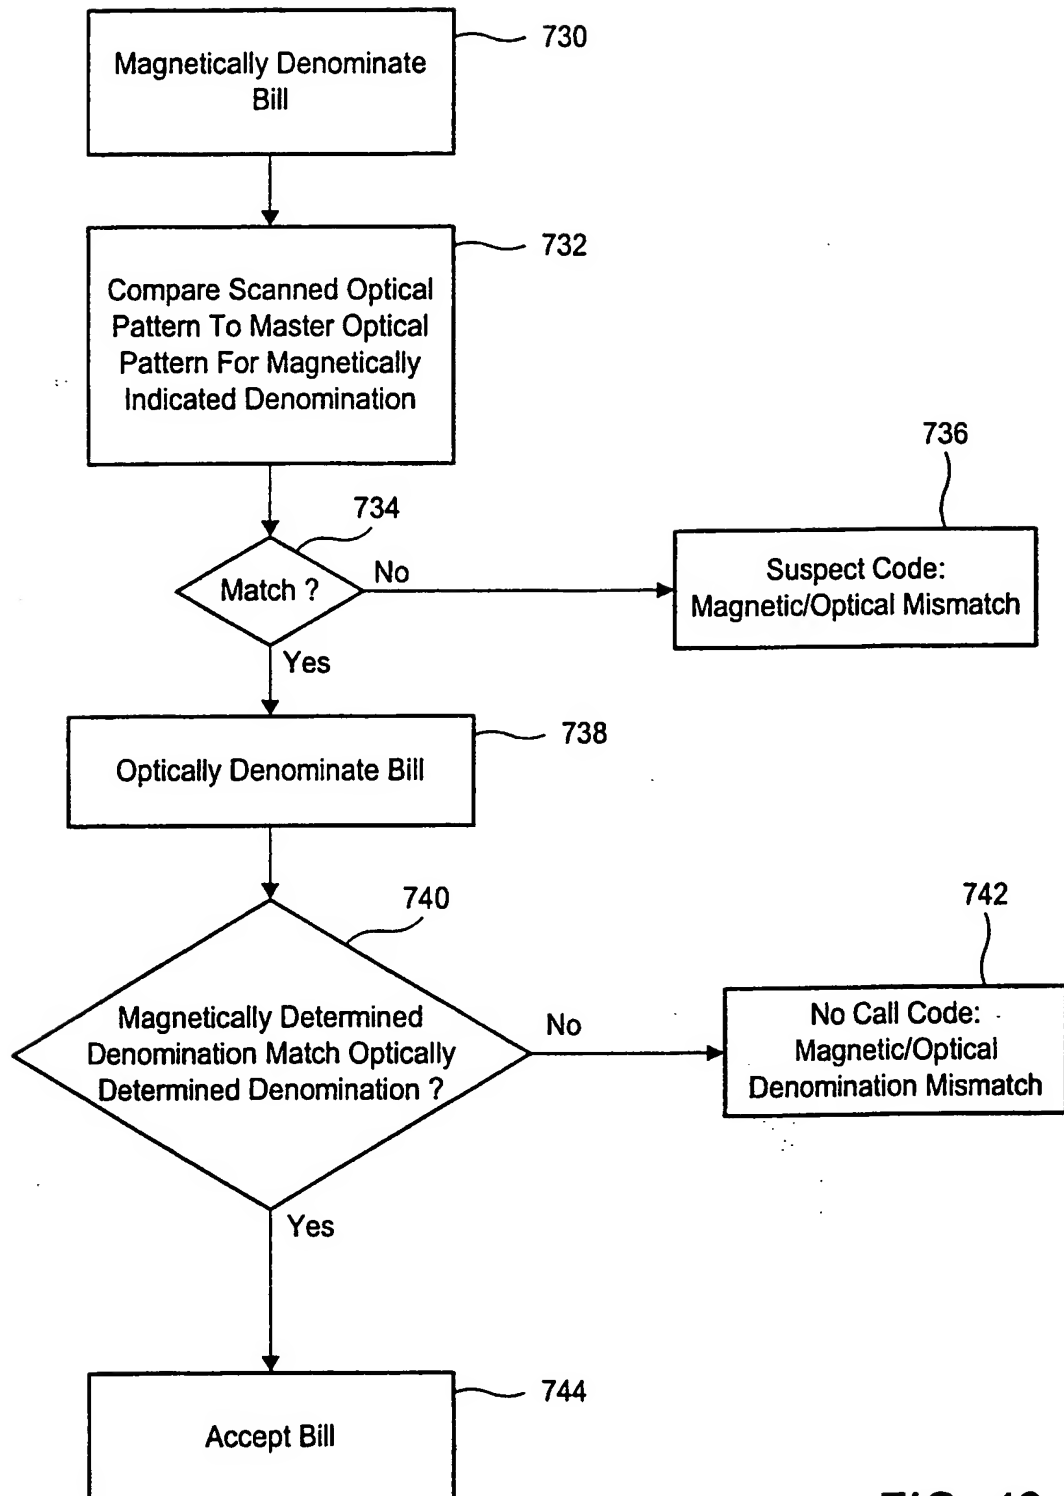 730
Magnetically Denominate
Bill
732
Compare Scanned Optical
Pattern To Master Optical
Pattern For Magnetically
Indicated Denomination
734
736
Match ?
No
Suspect Code:
Magnetic/Optical Mismatch
Yes
738
Optically Denominate Bill
740
742
Magnetically Determined
Denomination Match Optically
Determined Denomination ?
No
No Call Code:
Magnetic/Optical
Denomination Mismatch
Yes
744
Accept Bill